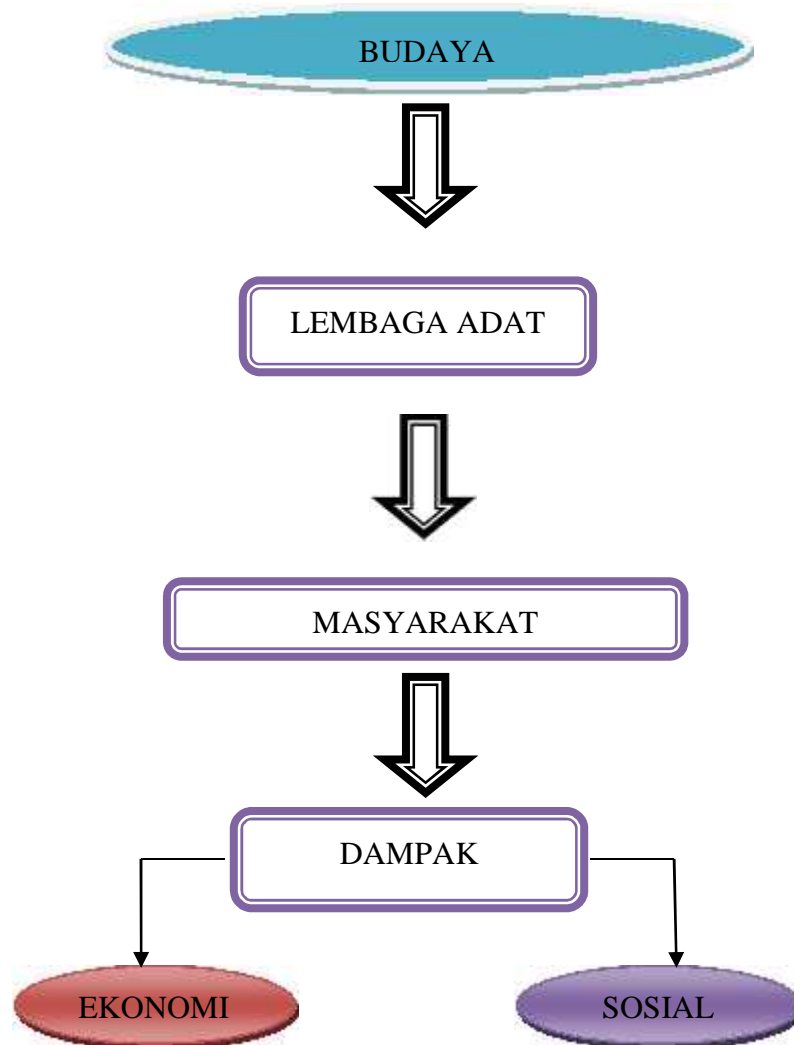 BUDAYA
LEMBAGA ADAT
MASYARAKAT
DAMPAK
EKONOMI
SOSIAL